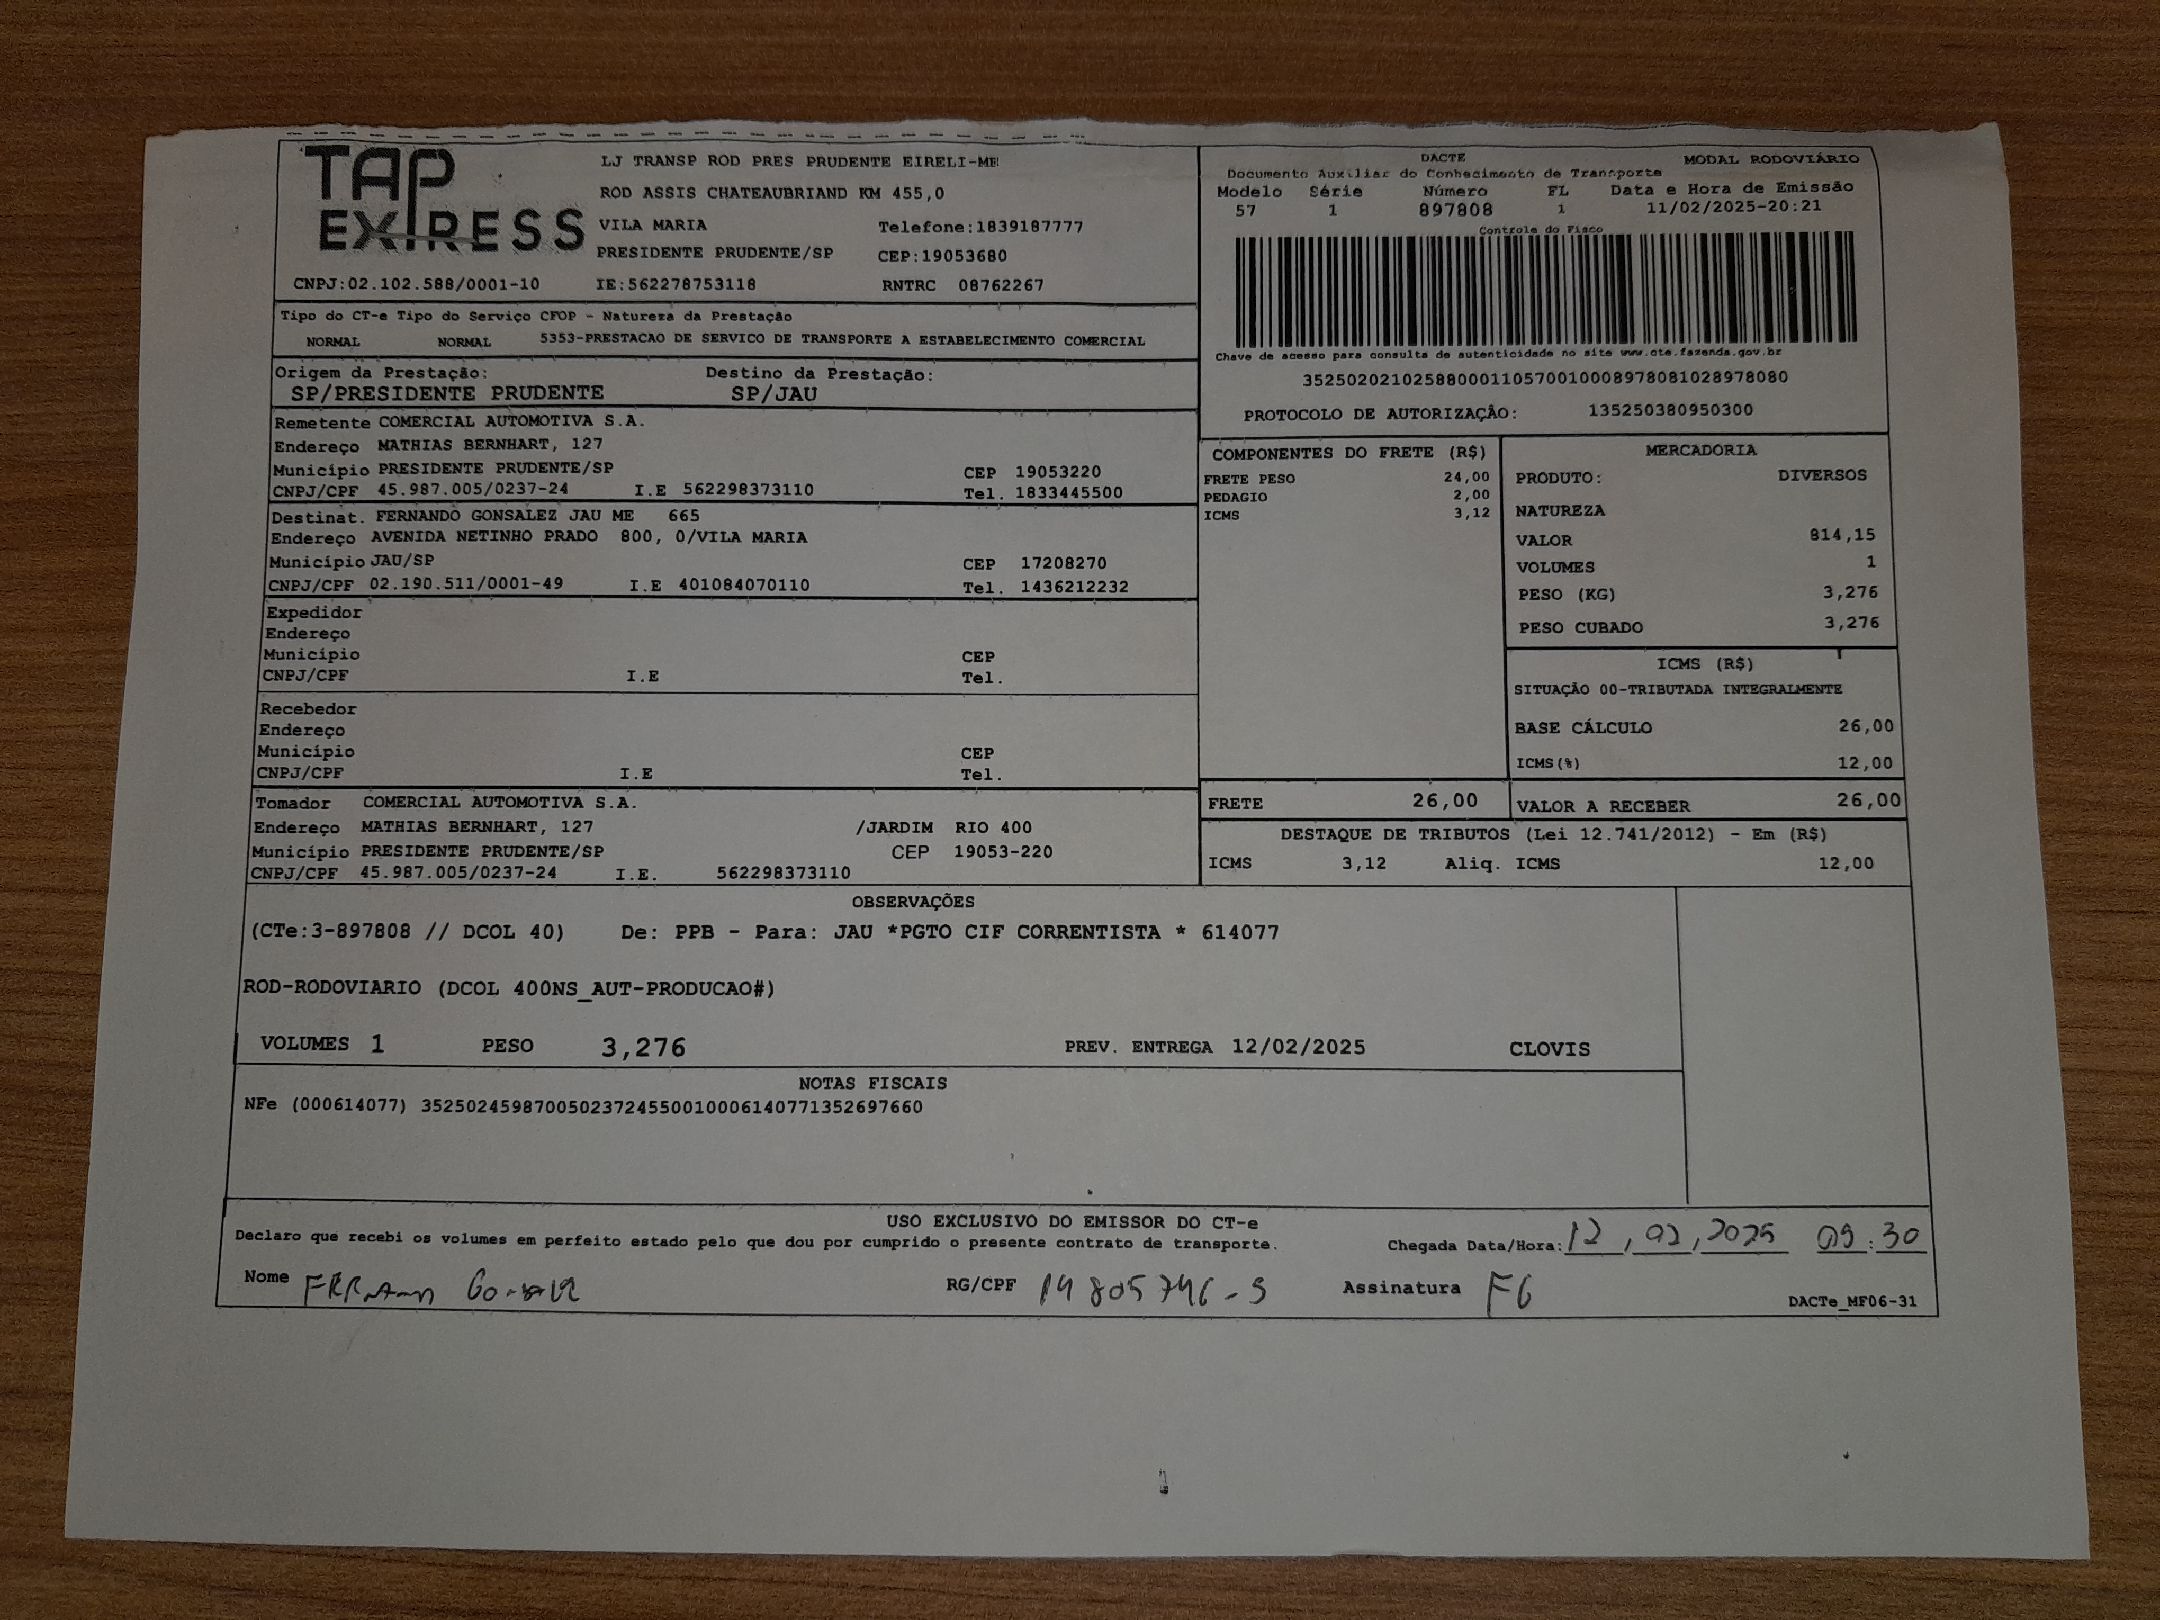 TAP
EXPRESS
LJ TRANSP ROD PRES PRUDENTE EIRELI-ME
ROD ASSIS CHATEAUBRIAND KM 455,0
VILA MARIA Telefone:1839187777
PRESIDENTE PRUDENTE/SP CEP:19053680
CNPJ:02.102.588/0001-10 IE:562278753118 RNTRC 08762267
DACTE MODAL RODOVIÁRIO
Documento Auxiliar do Conhecimento de Transporte
Modelo Série Número FL Data e Hora de Emissão
57 1 897808 1 11/02/2025-20:21
Controle do Fisco
Chave de acesso para consulta de autenticidade no site www.cte.fazenda.gov.br
35250202102588000110570010008978081028978080
PROTOCOLO DE AUTORIZAÇÃO: 135250380950300
Tipo do CT-e Tipo do Serviço CFOP - Natureza da Prestação
NORMAL NORMAL 5353-PRESTACAO DE SERVICO DE TRANSPORTE A ESTABELECIMENTO COMERCIAL
Origem da Prestação: Destino da Prestação:
SP/PRESIDENTE PRUDENTE SP/JAU
Remetente COMERCIAL AUTOMOTIVA S.A.
Endereço MATHIAS BERNHART, 127
Município PRESIDENTE PRUDENTE/SP CEP 19053220
CNPJ/CPF 45.987.005/0237-24 I.E 562298373110 Tel. 1833445500
Destinat. FERNANDO GONSALEZ JAU ME 665
Endereço AVENIDA NETINHO PRADO 800, 0/VILA MARIA
Município JAU/SP CEP 17208270
CNPJ/CPF 02.190.511/0001-49 I.E 401084070110 Tel. 1436212232
Expedidor
Endereço
Município CEP
CNPJ/CPF I.E Tel.
Recebedor
Endereço
Município CEP
CNPJ/CPF I.E Tel.
Tomador COMERCIAL AUTOMOTIVA S.A.
Endereço MATHIAS BERNHART, 127 /JARDIM RIO 400
Município PRESIDENTE PRUDENTE/SP CEP 19053-220
CNPJ/CPF 45.987.005/0237-24 I.E. 562298373110
COMPONENTES DO FRETE (R$)
FRETE PESO 24,00
PEDAGIO 2,00
ICMS 3,12
MERCADORIA
PRODUTO: DIVERSOS
NATUREZA
VALOR 814,15
VOLUMES 1
PESO (KG) 3,276
PESO CUBADO 3,276
ICMS (R$)
SITUAÇÃO 00-TRIBUTADA INTEGRALMENTE
BASE CÁLCULO 26,00
ICMS(%) 12,00
FRETE 26,00 VALOR A RECEBER 26,00
DESTAQUE DE TRIBUTOS (Lei 12.741/2012) - Em (R$)
ICMS 3,12 Aliq. ICMS 12,00
OBSERVAÇÕES
(CTe:3-897808 // DCOL 40) De: PPB - Para: JAU *PGTO CIF CORRENTISTA * 614077
ROD-RODOVIARIO (DCOL 400NS_AUT-PRODUCAO#)
VOLUMES 1 PESO 3,276 PREV. ENTREGA 12/02/2025 CLOVIS
NOTAS FISCAIS
NFe (000614077) 35250245987005023724550010006140771352697660
USO EXCLUSIVO DO EMISSOR DO CT-e
Declaro que recebi os volumes em perfeito estado pelo que dou por cumprido o presente contrato de transporte.
Chegada Data/Hora: 12, 02, 2025 09:30
Nome RG/CPF 19805746-9 Assinatura FG
DACTe_MF06-31